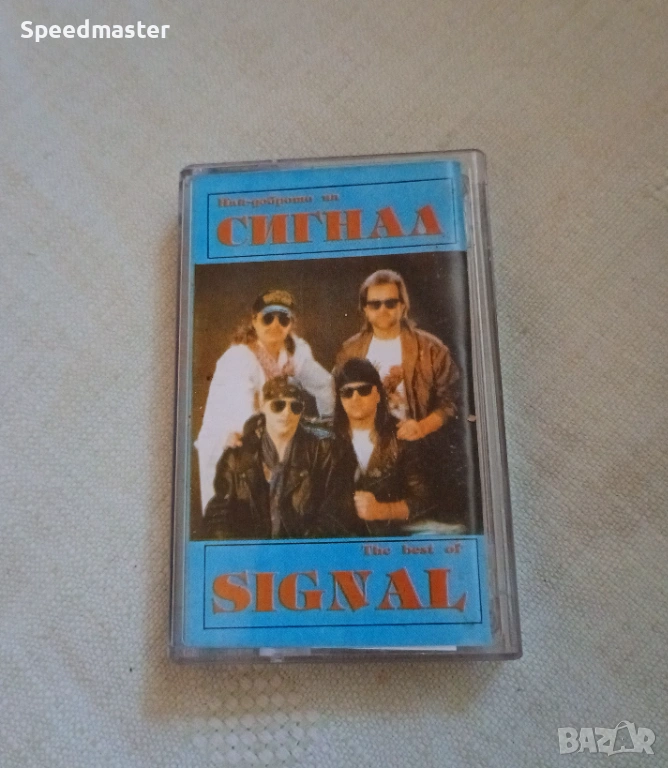 Speedmaster
Най-доброто на
СИГНАЛ
The best of
SIGNAL
BAZAR